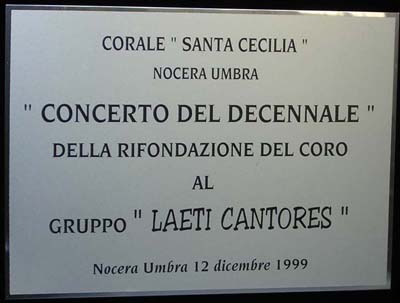 CORALE " SANTA CECILIA "
NOCERA UMBRA
" CONCERTO DEL DECENNALE "
DELLA RIFONDAZIONE DEL CORO
AL
GRUPPO " LAETI CANTORES "
Nocera Umbra 12 dicembre 1999